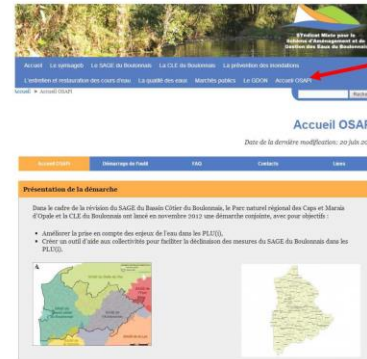 SYndicat Mixte pour le
Schéma d'Aménagement et de
Gestion des Eaux du Boulonnais
Accueil Le symsageb Le SAGE du Boulonnais La CLE du Boulonnais La prévention des inondations
L'entretien et restauration des cours d'eau La qualité des eaux Marchés publics Le GDON Accueil OSAPI
Accueil » Accueil OSAPI
Reche
Accueil OSAP
Date de la dernière modification: 20 juin 20
Accueil OSAPI Démarrage de l'outil FAQ Contacts Liens
Présentation de la démarche
Dans le cadre de la révision du SAGE du Bassin Côtier du Boulonnais, le Parc naturel régional des Caps et Marais
d'Opale et la CLE du Boulonnais ont lancé en novembre 2012 une démarche conjointe, avec pour objectifs :
• Améliorer la prise en compte des enjeux de l'eau dans les PLU(i),
• Créer un outil d'aide aux collectivités pour faciliter la déclinaison des mesures du SAGE du Boulonnais dans les
PLU(i).